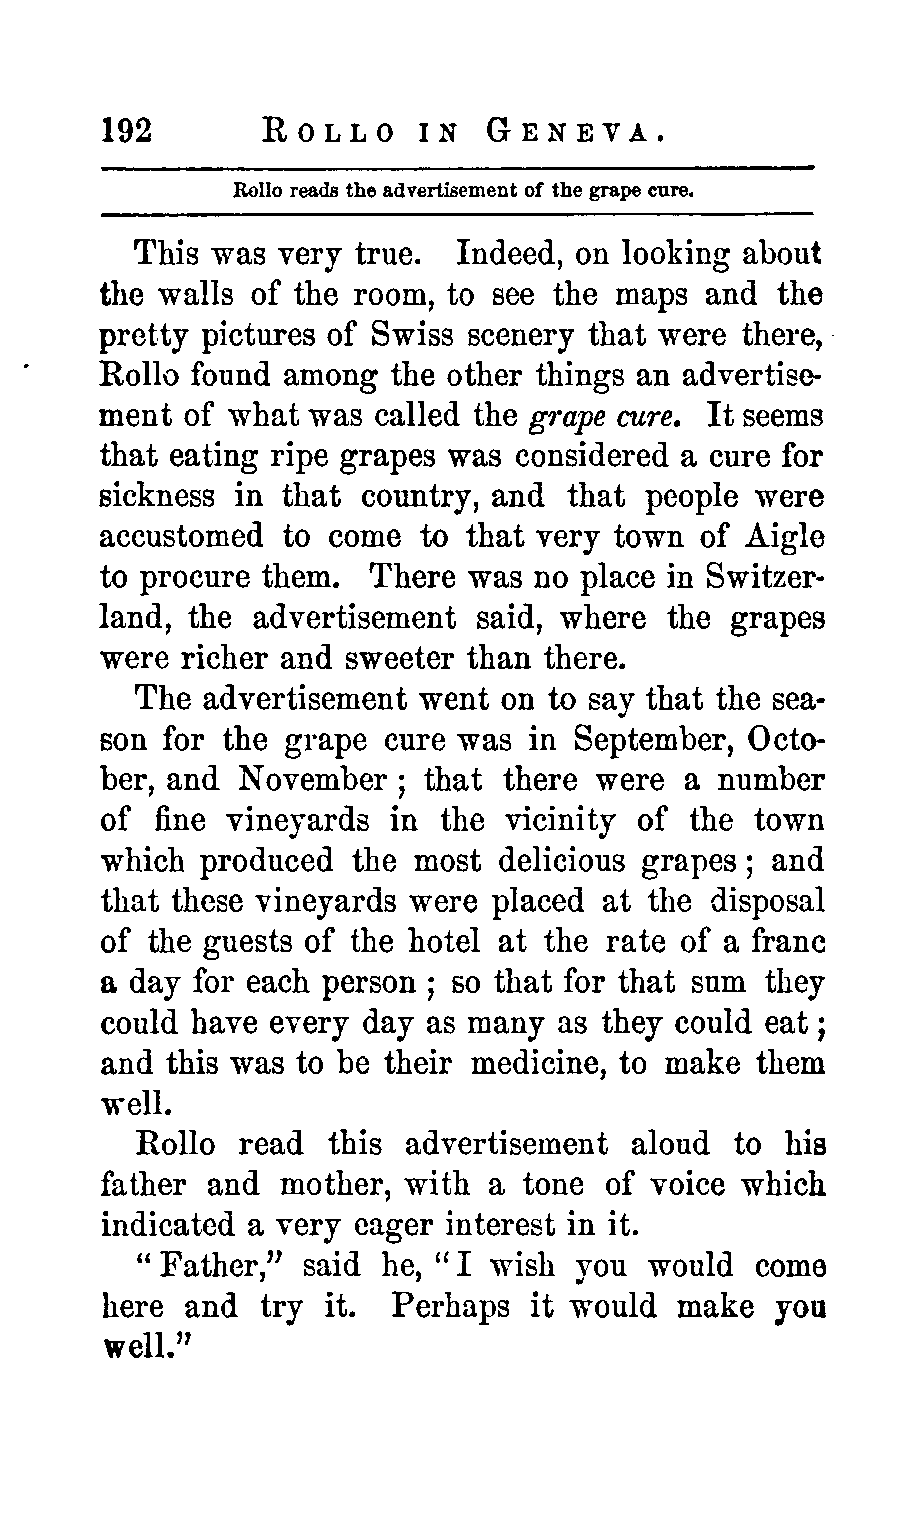 192 ROLLO IN GENEVA.
Rollo reads the advertisement of the grape cure.
This was very true. Indeed, on looking about
the walls of the room, to see the maps and the
pretty pictures of Swiss scenery that were there,
Rollo found among the other things an advertise-
ment of what was called the grape cure. It seems
that eating ripe grapes was considered a cure for
sickness in that country, and that people were
accustomed to come to that very town of Aigle
to procure them. There was no place in Switzer-
land, the advertisement said, where the grapes
were richer and sweeter than there.
The advertisement went on to say that the sea-
son for the grape cure was in September, Octo-
ber, and November ; that there were a number
of fine vineyards in the vicinity of the town
which produced the most delicious grapes ; and
that these vineyards were placed at the disposal
of the guests of the hotel at the rate of a franc
a day for each person ; so that for that sum they
could have every day as many as they could eat ;
and this was to be their medicine, to make them
well.
Rollo read this advertisement aloud to his
father and mother, with a tone of voice which
indicated a very eager interest in it.
“ Father,” said he, “ I wish you would come
here and try it. Perhaps it would make you
well.”